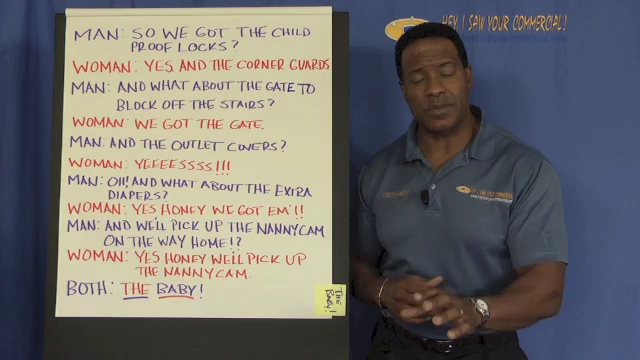 MAN: SO WE GOT THE CHILD
PROOF LOCKS?
WOMAN: YES, AND THE CORNER GUARDS
MAN: AND WHAT ABOUT THE GATE TO
BLOCK OFF THE STAIRS?
WOMAN: WE GOT THE GATE.
MAN: AND THE OUTLET COVERS?
WOMAN: YEEEESSSS!!!
MAN: OH! AND WHAT ABOUT THE EXTRA
DIAPERS?
WOMAN: YES HONEY WE GOT EM'!!
MAN: AND WE'LL PICK UP THE NANNY CAM
ON THE WAY HOME!?
WOMAN: YES HONEY WE'LL PICK UP
THE NANNY CAM.
BOTH: THE BABY!
THE
BABY!
HEY, I SAW YOUR COMMERCIAL!